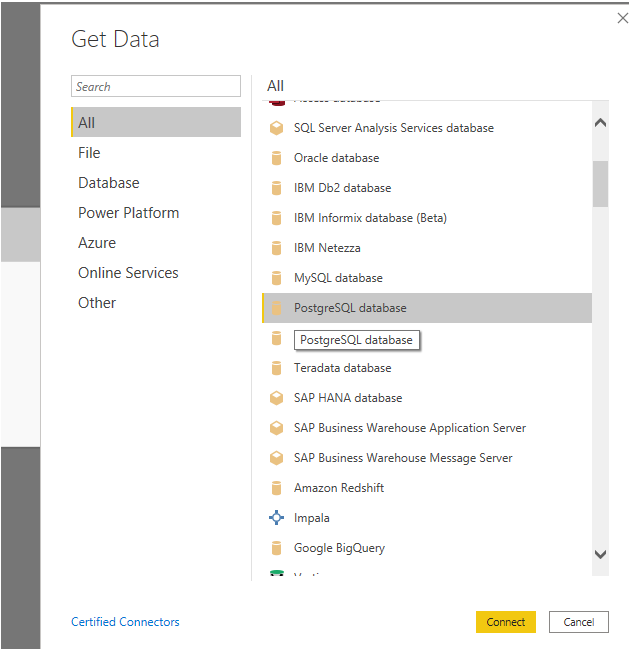 Get Data
Search
All
File
Database
Power Platform
Azure
Online Services
Other
All
SQL Server Analysis Services database
Oracle database
IBM Db2 database
IBM Informix database (Beta)
IBM Netezza
MySQL database
PostgreSQL database
PostgreSQL database
Teradata database
SAP HANA database
SAP Business Warehouse Application Server
SAP Business Warehouse Message Server
Amazon Redshift
Impala
Google BigQuery
Certified Connectors
Connect
Cancel